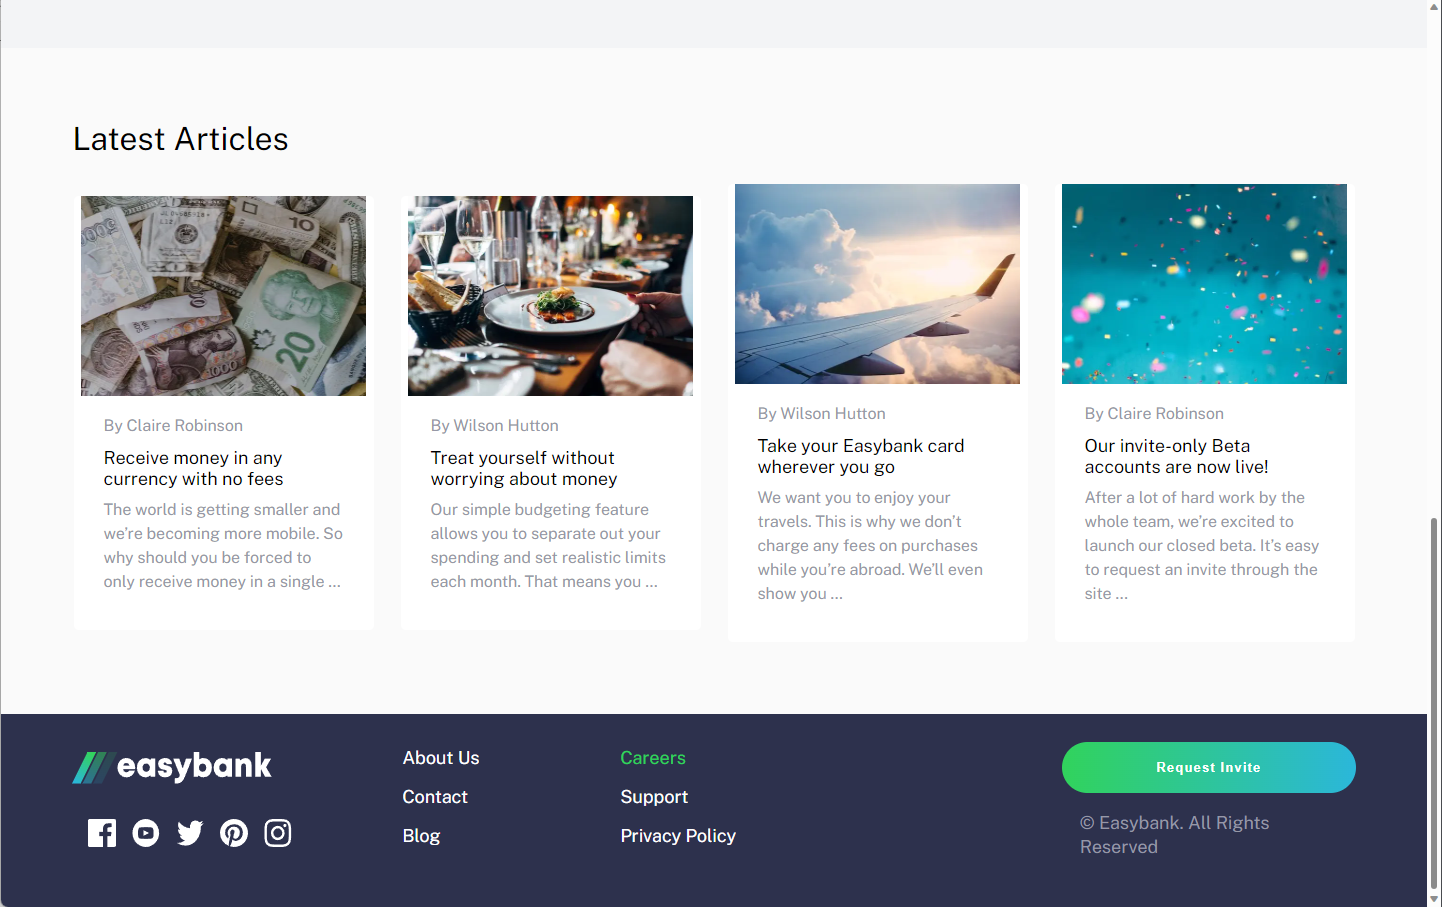 Latest Articles
By Claire Robinson
Receive money in any
currency with no fees
The world is getting smaller and
we’re becoming more mobile. So
why should you be forced to
only receive money in a single ...
By Wilson Hutton
Treat yourself without
worrying about money
Our simple budgeting feature
allows you to separate out your
spending and set realistic limits
each month. That means you ...
By Wilson Hutton
Take your Easybank card
wherever you go
We want you to enjoy your
travels. This is why we don’t
charge any fees on purchases
while you’re abroad. We’ll even
show you ...
By Claire Robinson
Our invite-only Beta
accounts are now live!
After a lot of hard work by the
whole team, we’re excited to
launch our closed beta. It’s easy
to request an invite through the
site ...
easybank
About Us
Contact
Blog
Careers
Support
Privacy Policy
Request Invite
© Easybank. All Rights
Reserved